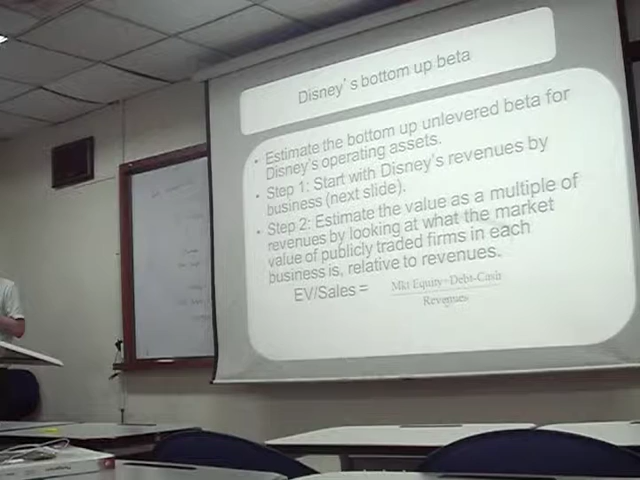 Disney's bottom up beta
• Estimate the bottom up unlevered beta for
Disney's operating assets.
• Step 1: Start with Disney's revenues by
business (next slide).
• Step 2: Estimate the value as a multiple of
revenues by looking at what the market
value of publicly traded firms in each
business is, relative to revenues.
EV/Sales =
Mkt Equity+Debt-Cash
Revenues